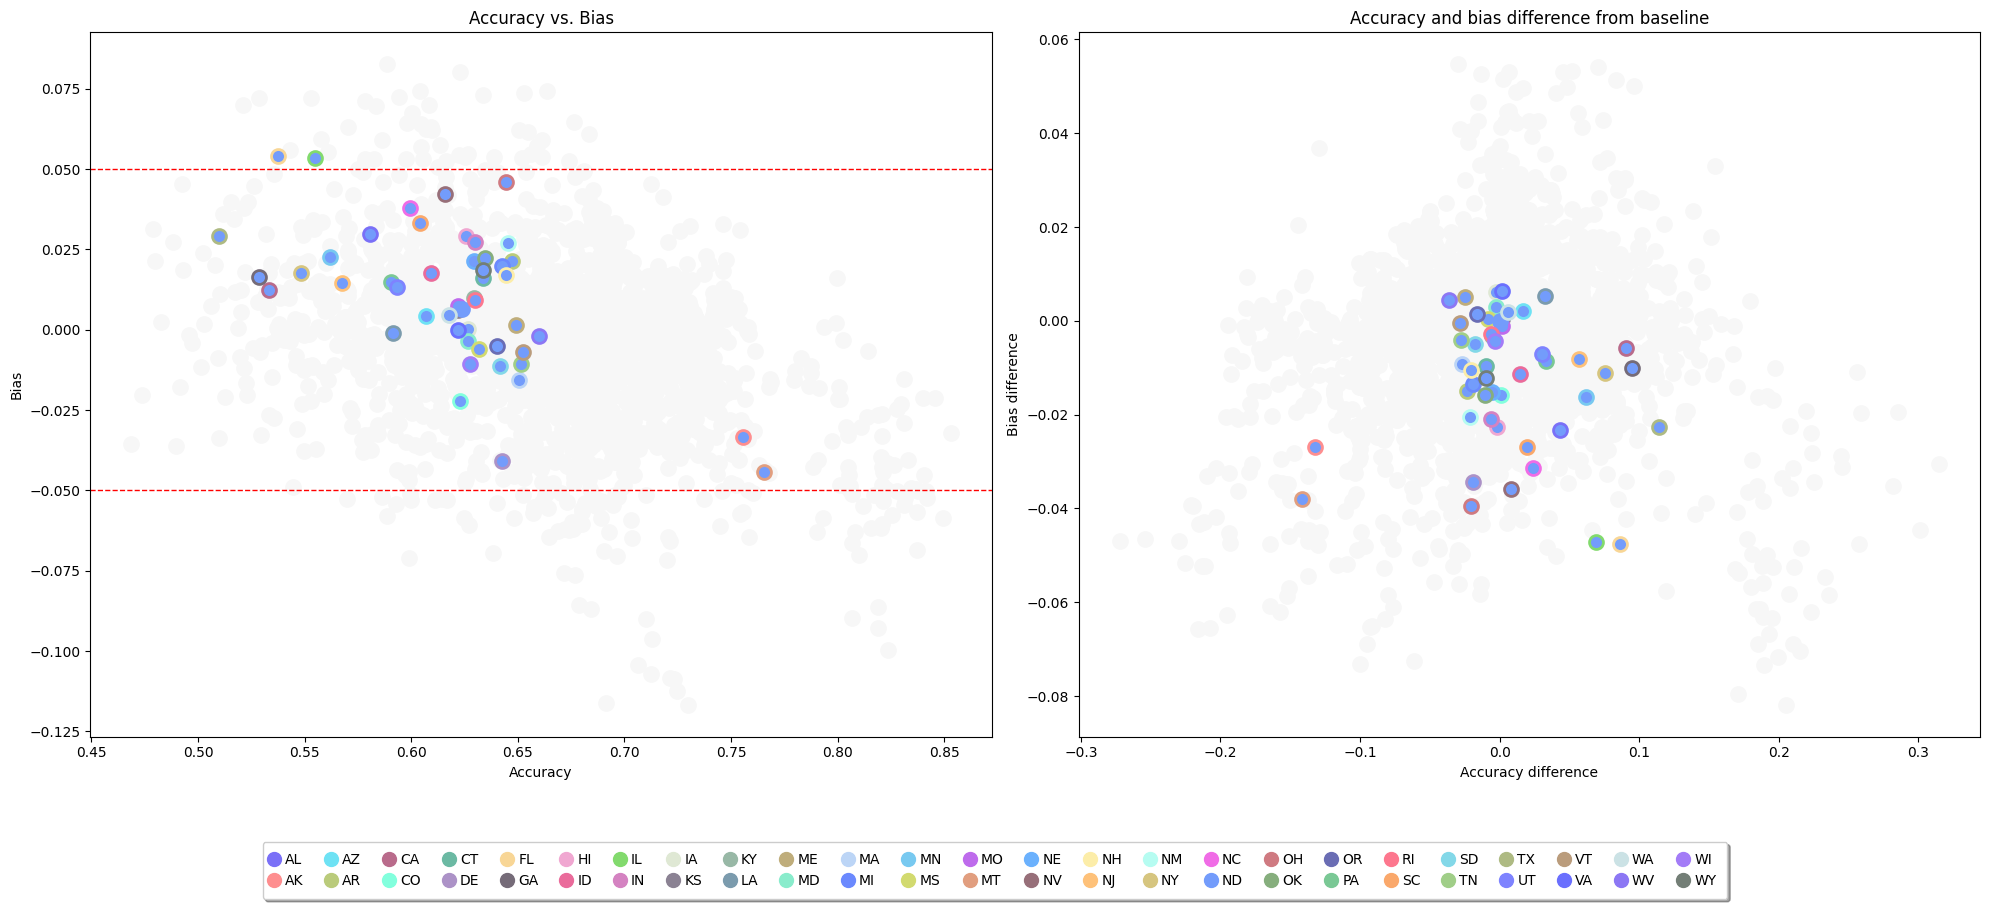 Accuracy vs. Bias
0.075
0.050
0.025
0.000
−0.025
−0.050
−0.075
−0.100
−0.125
Bias
0.45 0.50 0.55 0.60 0.65 0.70 0.75 0.80 0.85
Accuracy
Accuracy and bias difference from baseline
0.06
0.04
0.02
0.00
−0.02
−0.04
−0.06
−0.08
Bias difference
−0.3 −0.2 −0.1 0.0 0.1 0.2 0.3
Accuracy difference
AL AZ CA CT FL HI IL IA KY ME MA MN MO NE NH NM NC OH OR RI SD TX VT WA WI
AK AR CO DE GA ID IN KS LA MD MI MS MT NV NJ NY ND OK PA SC TN UT VA WV WY